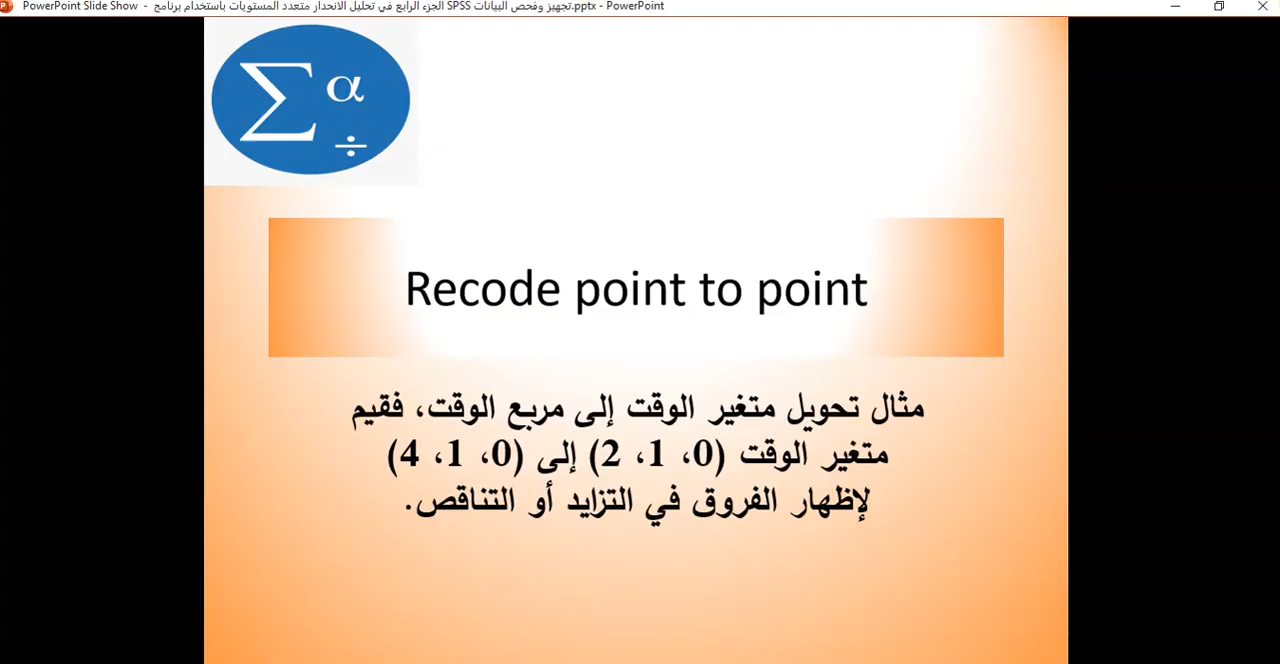 PowerPoint Slide Show - الجزء الرابع في تحليل الانحدار متعدد المستويات باستخدام برنامج SPSS تجهيز وفحص البيانات.pptx - PowerPoint
Σ α
÷
Recode point to point
مثال تحويل متغير الوقت إلى مربع الوقت، فقيم
متغير الوقت (0، 1، 2) إلى (0، 1، 4)
لإظهار الفروق في التزايد أو التناقص.